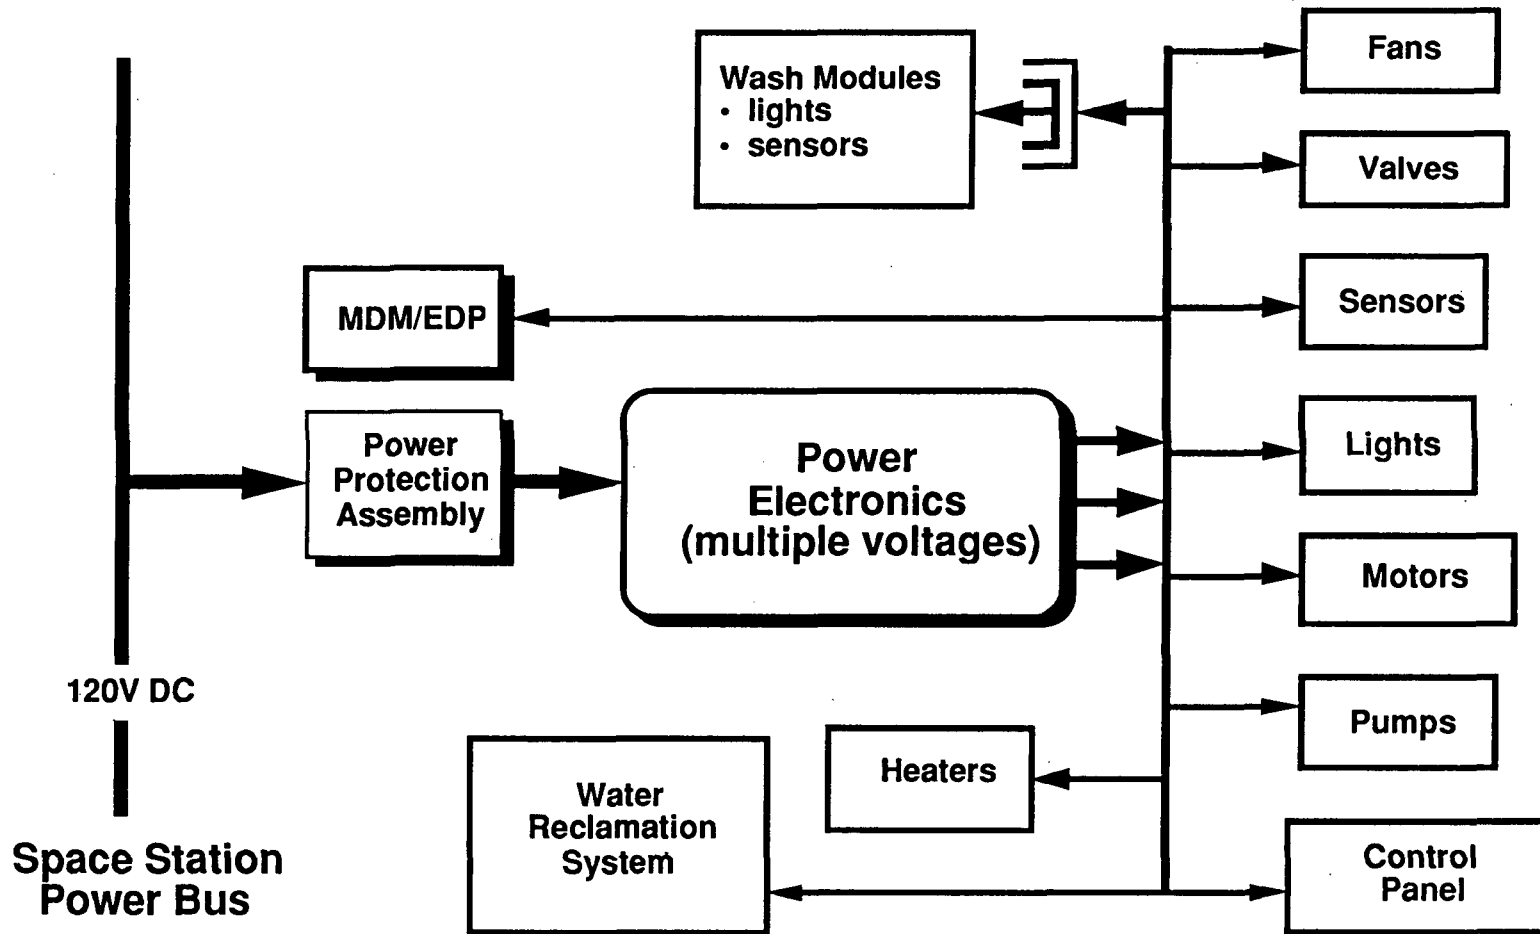 Wash Modules
• lights
• sensors
Fans
Valves
MDM/EDP
Sensors
Power
Protection
Assembly
Power
Electronics
(multiple voltages)
Lights
Motors
120V DC
Pumps
Heaters
Water
Reclamation
System
Space Station
Power Bus
Control
Panel